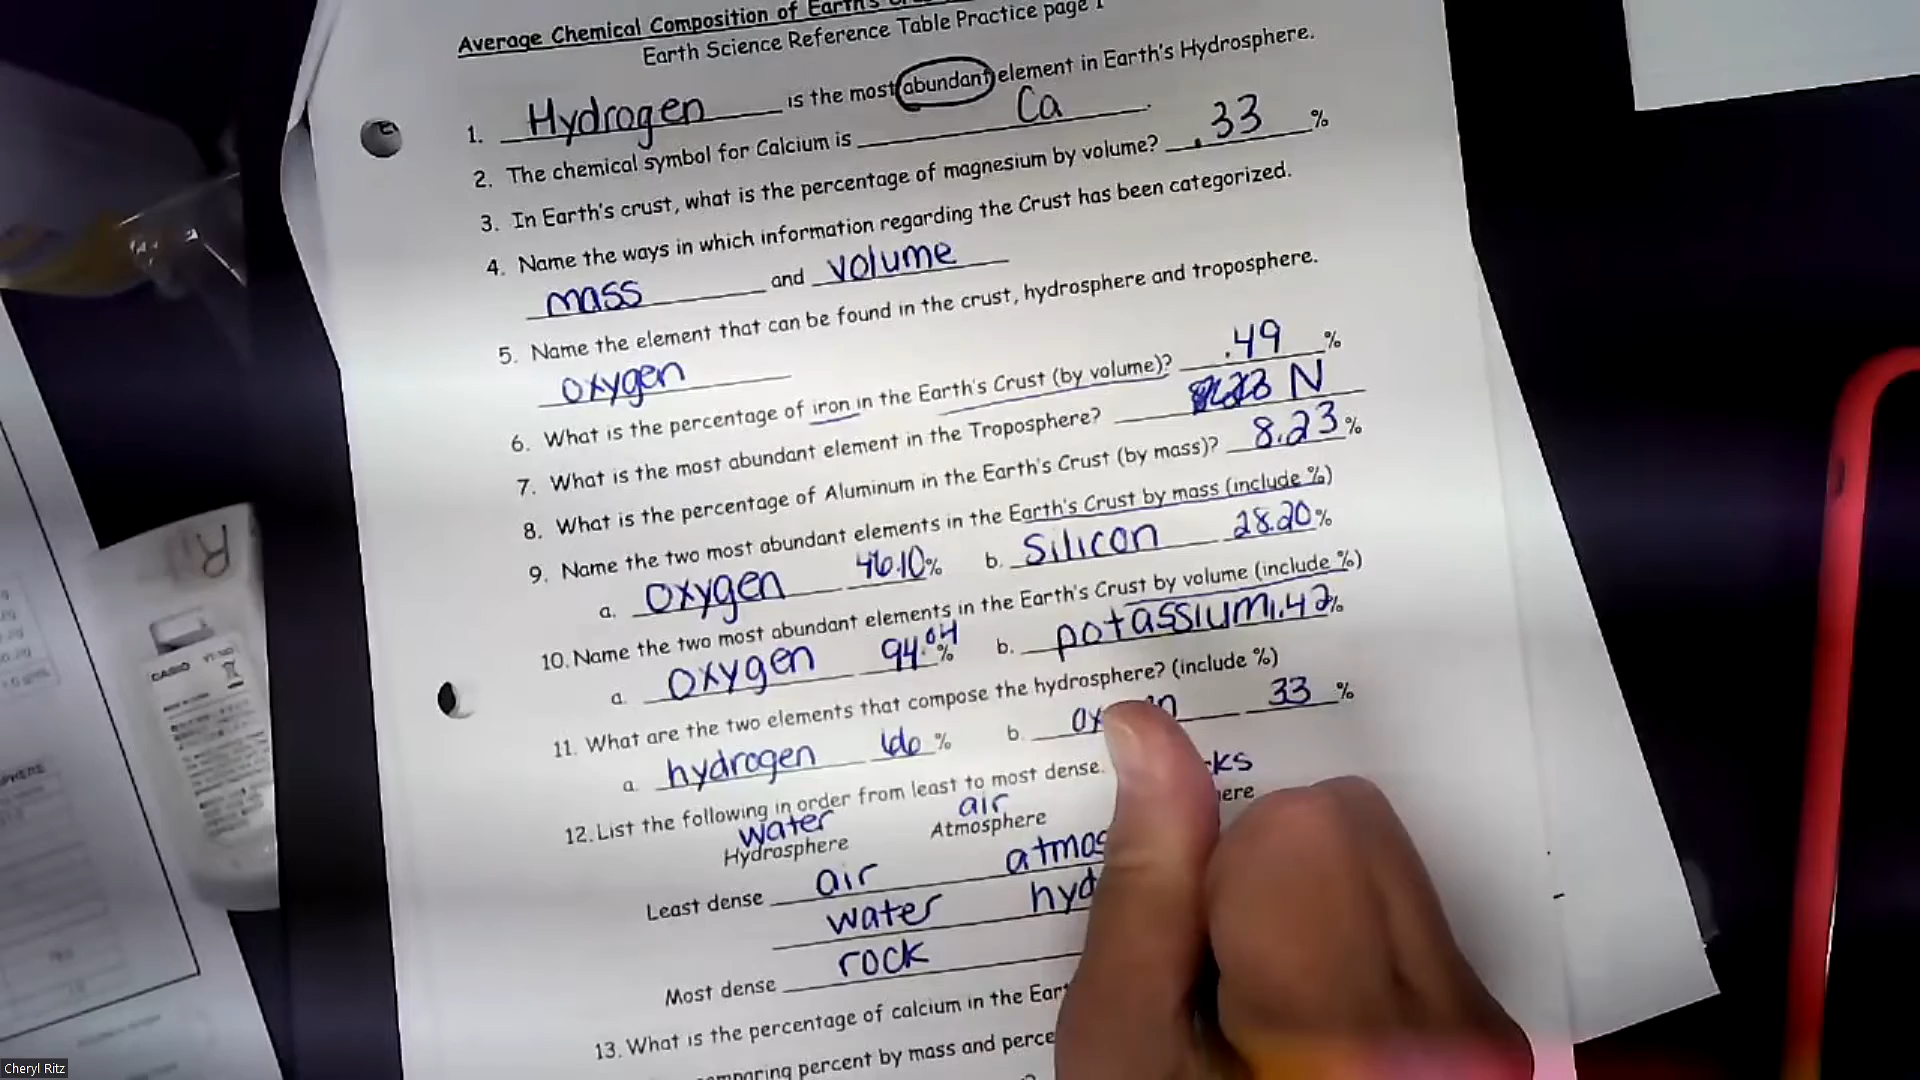 Average Chemical Composition of Earth's
Earth Science Reference Table Practice page 1
1. Hydrogen is the most abundant element in Earth's Hydrosphere.
2. The chemical symbol for Calcium is Ca.
3. In Earth's crust, what is the percentage of magnesium by volume? .33 %
4. Name the ways in which information regarding the Crust has been categorized.
mass and volume
5. Name the element that can be found in the crust, hydrosphere and troposphere.
oxygen
6. What is the percentage of iron in the Earth's Crust (by volume)? .49 %
7. What is the most abundant element in the Troposphere? N
8. What is the percentage of Aluminum in the Earth's Crust (by mass)? 8.23%
9. Name the two most abundant elements in the Earth's Crust by mass (include %)
a. oxygen 46.10% b. silicon 28.20%
10. Name the two most abundant elements in the Earth's Crust by volume (include %)
a. oxygen 94.04% b. potassium 1.42%
11. What are the two elements that compose the hydrosphere? (include %)
a. hydrogen 66 % b. 33 %
12. List the following in order from least to most dense.
water air
Hydrosphere Atmosphere
Least dense air
water
Most dense rock
13. What is the percentage of calcium in the
percent by mass and
CASIO
Cheryl Ritz